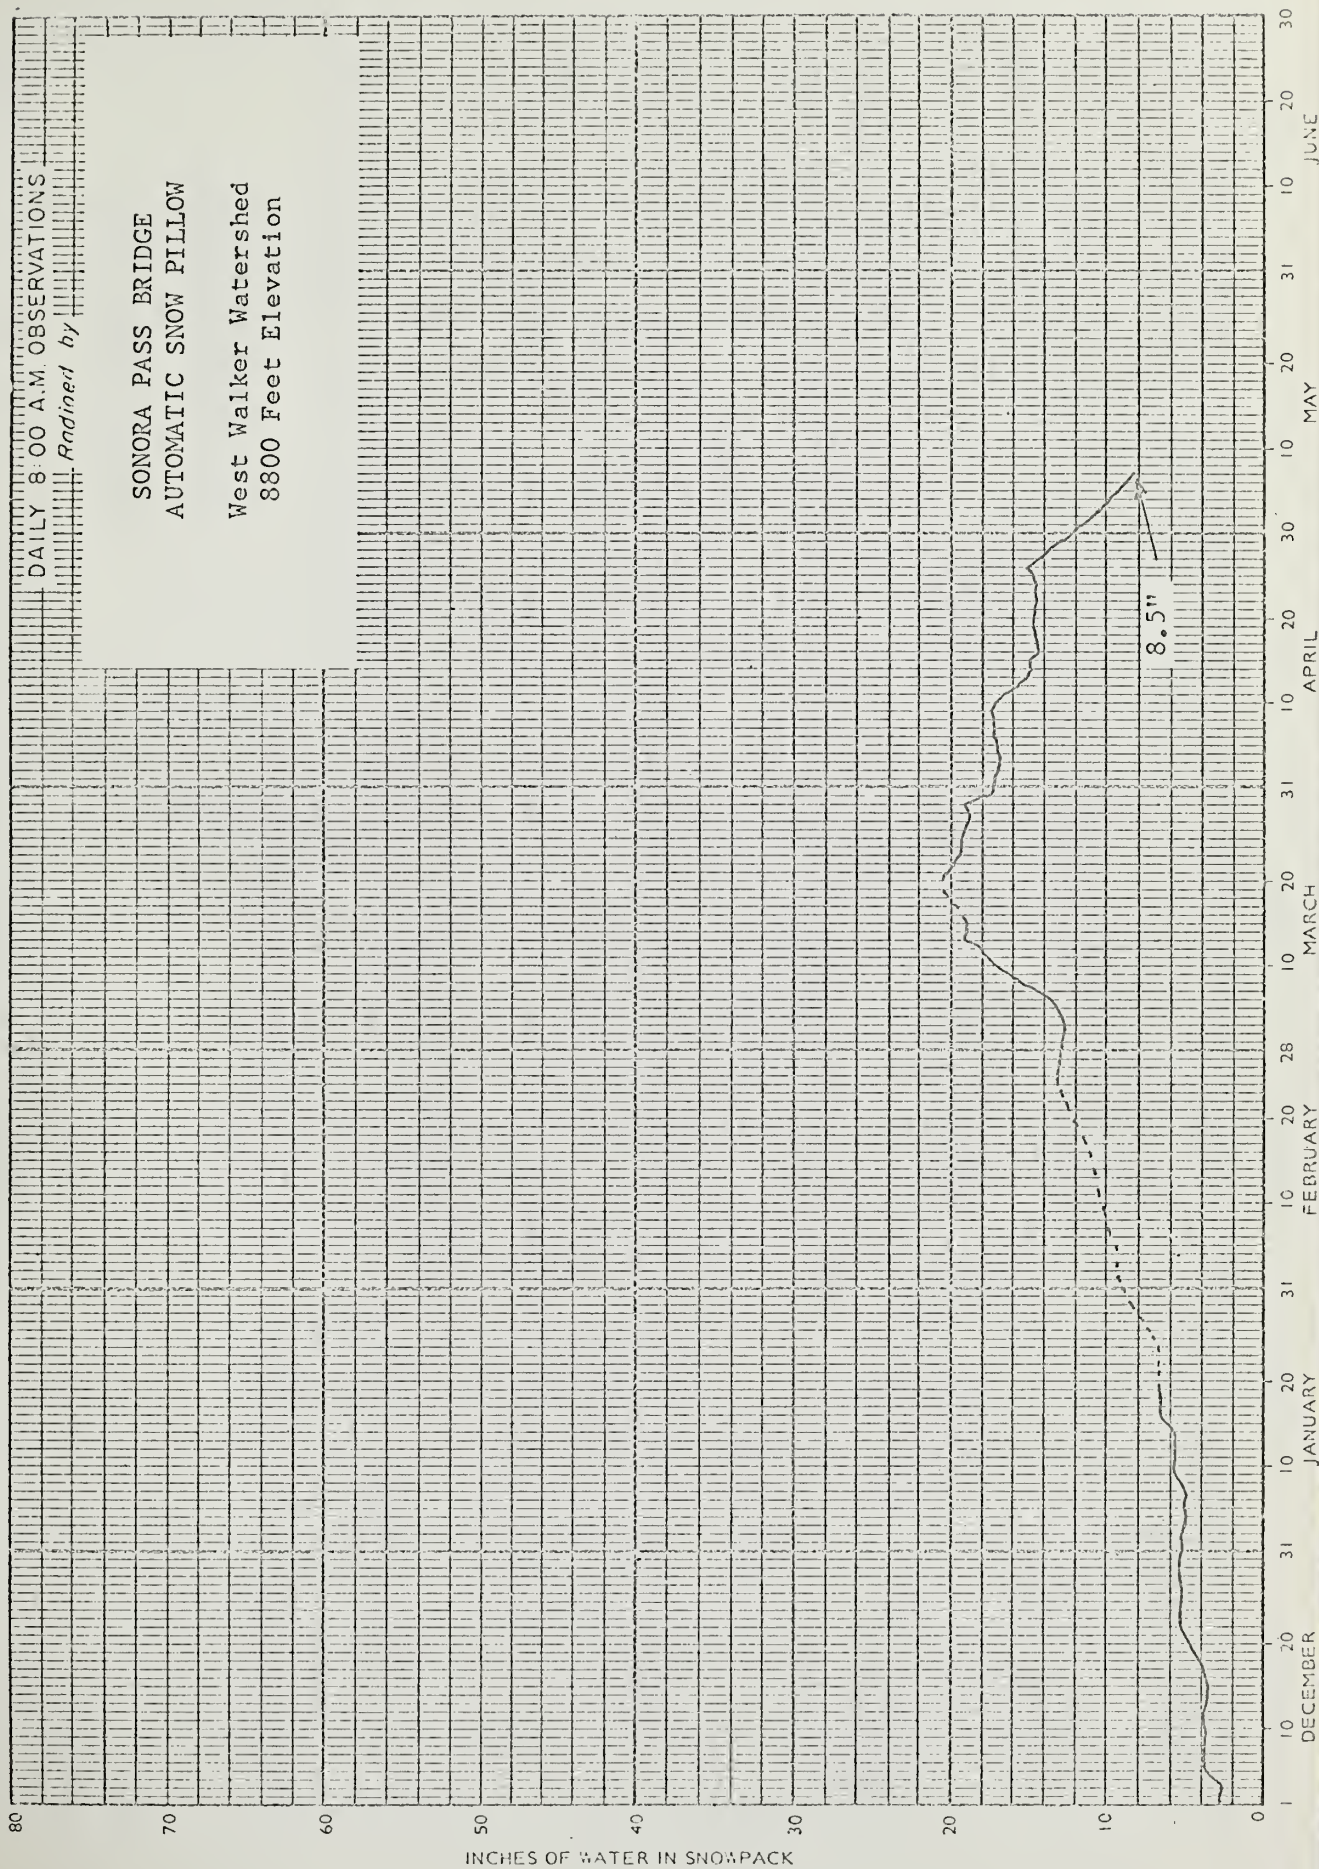 DAILY 8:00 A.M. OBSERVATIONS
by
SONORA PASS BRIDGE
AUTOMATIC SNOW PILLOW
West Walker Watershed
8800 Feet Elevation
80
70
60
50
40
30
20
10
0
INCHES OF WATER IN SNOWPACK
8.5"
1 10 20 31 10 20 31 10 20 28 10 20 31 10 20 30 10 20 31 10 20 30
DECEMBER JANUARY FEBRUARY MARCH APRIL MAY JUNE